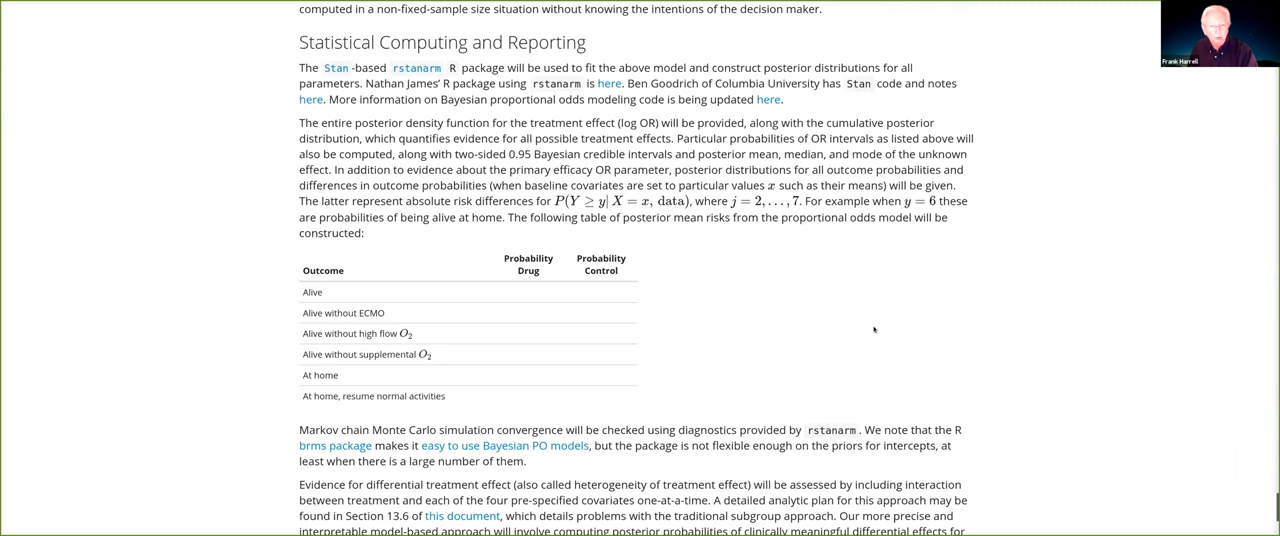 computed in a non-fixed-sample size situation without knowing the intentions of the decision maker.
Statistical Computing and Reporting
The Stan-based rstanarm R package will be used to fit the above model and construct posterior distributions for all
parameters. Nathan James' R package using rstanarm is here. Ben Goodrich of Columbia University has Stan code and notes
here. More information on Bayesian proportional odds modeling code is being updated here.
The entire posterior density function for the treatment effect (log OR) will be provided, along with the cumulative posterior
distribution, which quantifies evidence for all possible treatment effects. Particular probabilities of OR intervals as listed above will
also be computed, along with two-sided 0.95 Bayesian credible intervals and posterior mean, median, and mode of the unknown
effect. In addition to evidence about the primary efficacy OR parameter, posterior distributions for all outcome probabilities and
differences in outcome probabilities (when baseline covariates are set to particular values x such as their means) will be given.
The latter represent absolute risk differences for P(Y ≥ y| X = x, data), where j = 2, . . . , 7. For example when y = 6 these
are probabilities of being alive at home. The following table of posterior mean risks from the proportional odds model will be
constructed:
Outcome Probability Drug Probability Control
Alive
Alive without ECMO
Alive without high flow O₂
Alive without supplemental O₂
At home
At home, resume normal activities
Markov chain Monte Carlo simulation convergence will be checked using diagnostics provided by rstanarm. We note that the R
brms package makes it easy to use Bayesian PO models, but the package is not flexible enough on the priors for intercepts, at
least when there is a large number of them.
Evidence for differential treatment effect (also called heterogeneity of treatment effect) will be assessed by including interaction
between treatment and each of the four pre-specified covariates one-at-a-time. A detailed analytic plan for this approach may be
found in Section 13.6 of this document, which details problems with the traditional subgroup approach. Our more precise and
interpretable model-based approach will involve computing posterior probabilities of clinically meaningful differential effects for
Frank Harrell